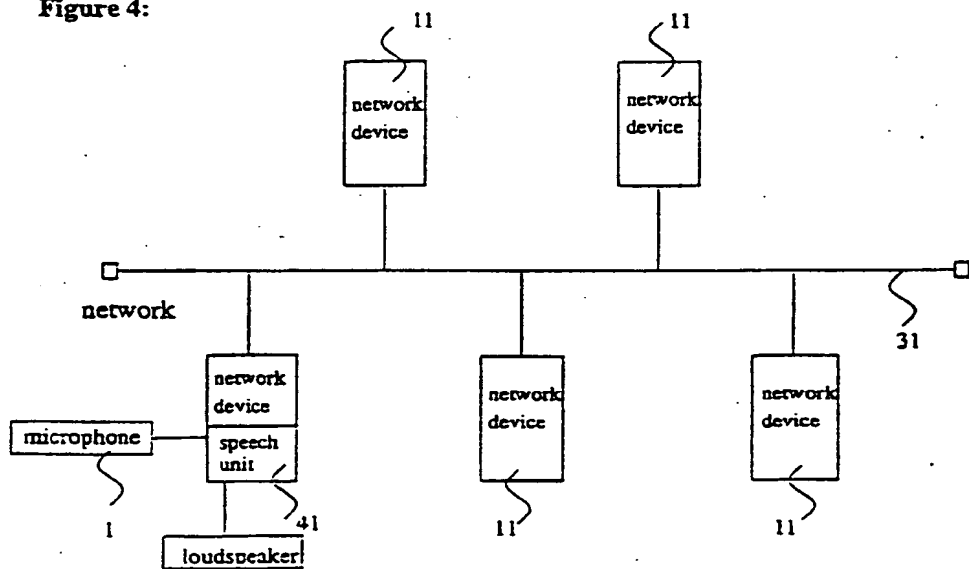 Figure 4:
11
11
network
device
network
device
network
31
network
device
speech
unit
microphone
1
41
loudspeaker
network
device
11
network
device
11